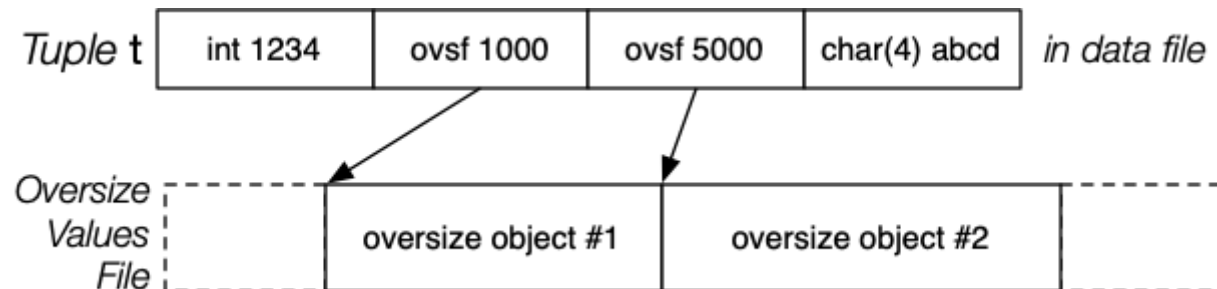 Tuple t int 1234 ovsf 1000 ovsf 5000 char(4) abcd in data file
Oversize
Values oversize object #1 oversize object #2
File